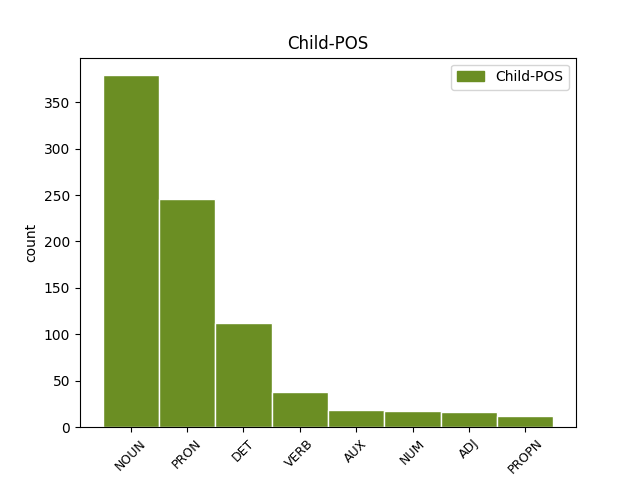 Child-POS
Child-POS
350
300
250
200
150
100
50
0
count
NOUN
PRON
DET
VERB
AUX
NUM
ADJ
PROPN